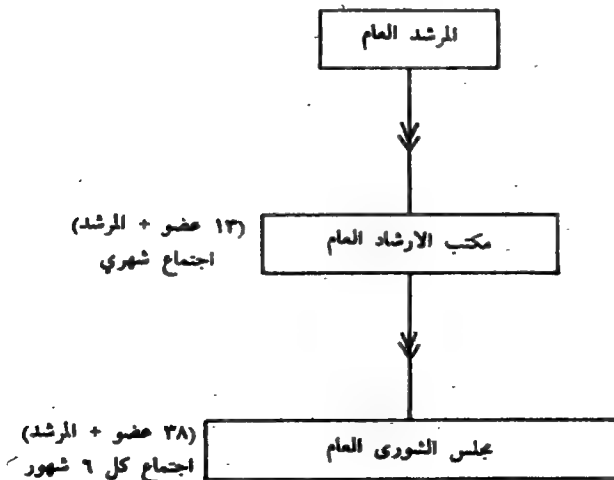 المرشد العام
(١٣ عضو + المرشد)
اجتماع شهري
مكتب الارشاد العام
(٣٨ عضو + المرشد)
اجتماع كل ٦ شهور
مجلس الشورى العام